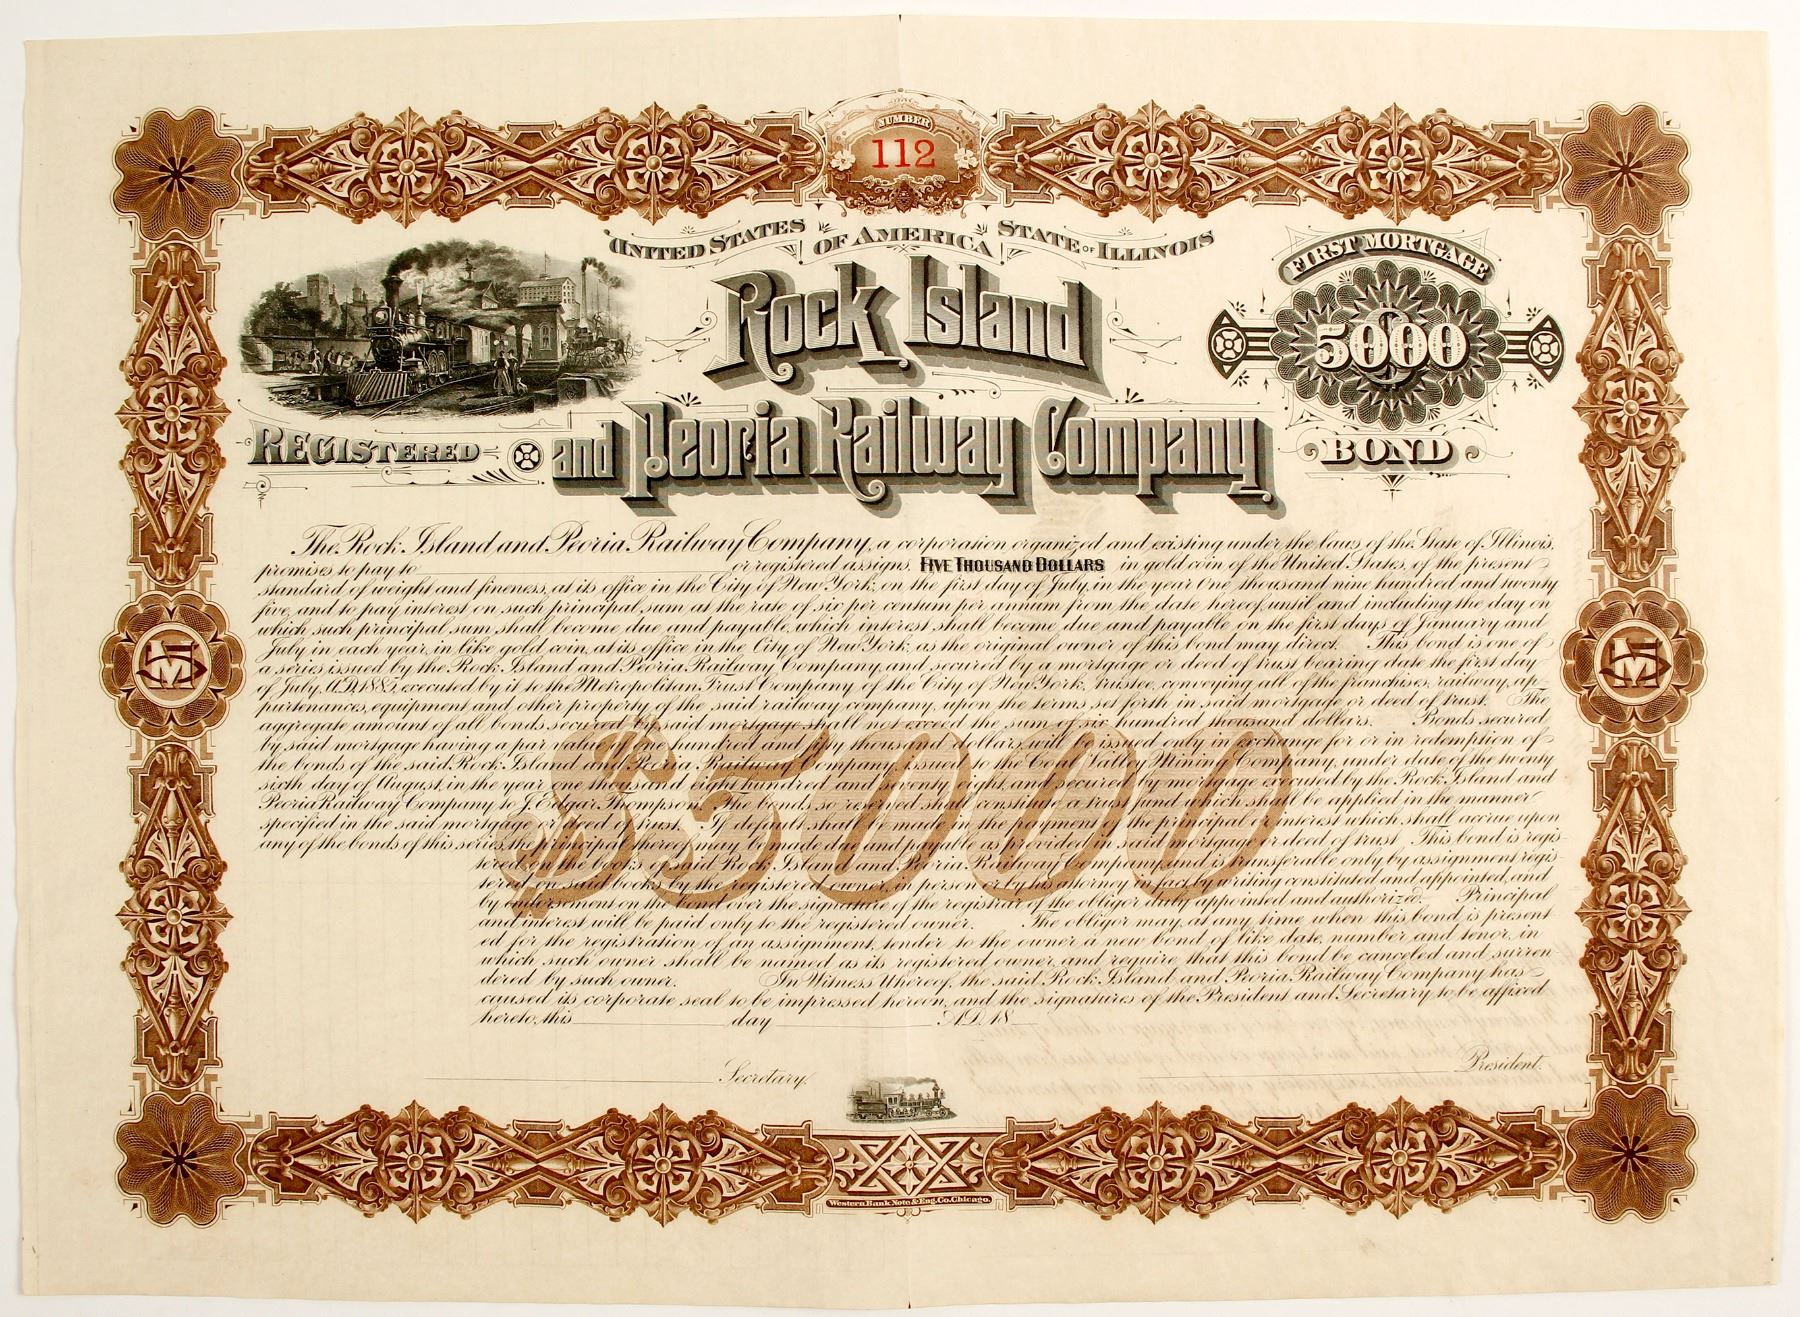 NUMBER
112
UNITED STATES OF AMERICA STATE OF ILLINOIS
FIRST MORTGAGE
Rock Island
5000
REGISTERED
and Peoria Railway Company
BOND
The Rock Island and Peoria Railway Company, a corporation organized and existing under the laws of the State of Illinois,
promises to pay to or registered assigns, FIVE THOUSAND DOLLARS in gold coin of the United States, of the present
standard of weight and fineness, at its office in the City of New York, on the first day of July, in the year one thousand nine hundred and twenty
five, and to pay interest on such principal sum at the rate of six per centum per annum from the date hereof, until and including the day on
which such principal sum shall become due and payable, which interest shall become due and payable on the first days of January and
July in each year, in like gold coin, at its office in the City of New York, as the original owner of this bond may direct. This bond is one of
a series issued by the Rock Island and Peoria Railway Company, and secured by a mortgage or deed of trust bearing date the first day
of July, A.D. 1885, executed by it to the Metropolitan Trust Company of the City of New York, trustee, conveying all of the franchises, railway, ap-
purtenances, equipment and other property of the said railway company, upon the terms set forth in said mortgage or deed of trust. The
aggregate amount of all bonds secured by said mortgage shall not exceed the sum of six hundred thousand dollars. Bonds secured
by said mortgage having a par value of one hundred and fifty thousand dollars, will be issued only in exchange for or in redemption of
the bonds of the said Rock Island and Peoria Railway Company, issued to the Coal Valley Mining Company, under date of the twenty
sixth day of August, in the year one thousand eight hundred and seventy eight, and secured by mortgage executed by the Rock Island and
Peoria Railway Company to J. Edgar Thompson. The bonds so reserved shall constitute a trust fund which shall be applied in the manner
specified in the said mortgage or deed of trust. If default shall be made in the payment of the principal or interest which shall accrue upon
any of the bonds of this series, the principal hereof may be made due and payable as provided in said mortgage or deed of trust. This bond is regis-
tered on the books of said Rock Island and Peoria Railway Company, and is transferable only by assignment regis-
tered on said books by the registered owner, in person or by his attorney in fact, by writing constituted and appointed, and
by endorsement on the bond over the signature of the registrar of the obligor duly appointed and authorized. Principal
and interest will be paid only to the registered owner. The obligor may, at any time, when this bond is present-
ed for the registration of an assignment, tender to the owner a new bond of like date, number and tenor, in
which such owner shall be named as its registered owner, and require that this bond be canceled and surren-
dered by such owner. In Witness Whereof, the said Rock Island and Peoria Railway Company has
caused its corporate seal to be impressed hereon, and the signatures of the President and Secretary to be affixed
hereto, this day A.D. 18
$5000
Secretary.
President.
Western Bank Note & Eng. Co. Chicago.